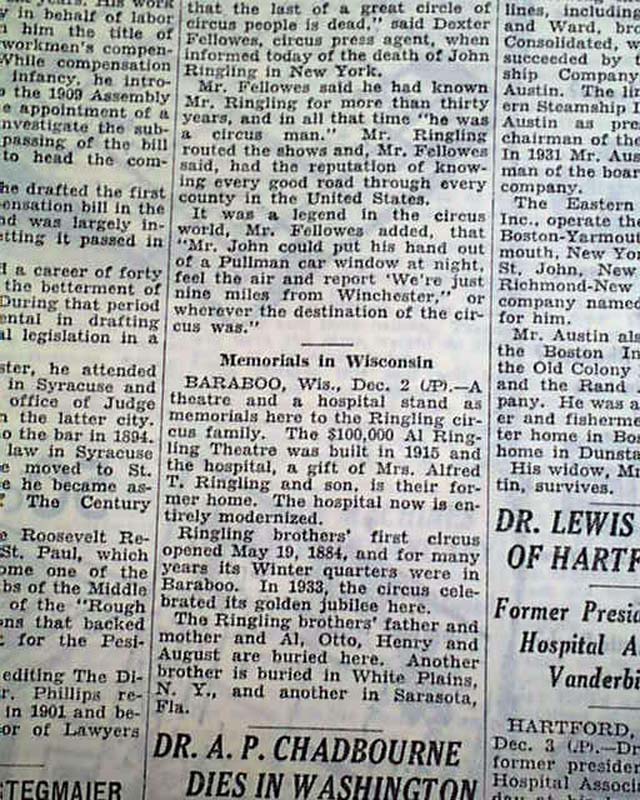 years. His work
y in behalf of labor
n him the title of
workmen's compen-
While compensation
infancy, he intro-
o the 1909 Assembly
e appointment of a
nvestigate the sub-
passing of the bill
to head the com-
he drafted the first
ensation bill in the
nd was largely in-
etting it passed in
d a career of forty
the betterment of
During that period
ental in drafting
al legislation in a
ster, he attended
in Syracuse and
office of Judge
n the latter city.
o the bar in 1894.
law in Syracuse
e moved to St.
e he became as-
f The Century
e Roosevelt Re-
St. Paul, which
ome one of the
bs of the Middle
of the "Rough
ns that backed
t for the Pesi-
editing The Di-
r. Phillips re-
in 1901 and be-
or of Lawyers
TEGMAIER
that the last of a great circle of
circus people is dead," said Dexter
Fellowes, circus press agent, when
informed today of the death of John
Ringling in New York.
Mr. Fellowes said he had known
Mr. Ringling for more than thirty
years, and in all that time "he was
a circus man." Mr. Ringling
routed the shows and, Mr. Fellowes
said, had the reputation of know-
ing every good road through every
county in the United States.
It was a legend in the circus
world, Mr. Fellowes added, that
"Mr. John could put his hand out
of a Pullman car window at night,
feel the air and report 'We're just
nine miles from Winchester,'" or
wherever the destination of the cir-
cus was."
Memorials in Wisconsin
BARABOO, Wis., Dec. 2 (AP).—A
theatre and a hospital stand as
memorials here to the Ringling cir-
cus family. The $100,000 Al Ring-
ling Theatre was built in 1915 and
the hospital, a gift of Mrs. Alfred
T. Ringling and son, is their for-
mer home. The hospital now is en-
tirely modernized.
Ringling brothers' first circus
opened May 19, 1884, and for many
years its Winter quarters were in
Baraboo. In 1933, the circus cele-
brated its golden jubilee here.
The Ringling brothers' father and
mother and Al, Otto, Henry and
August are buried here. Another
brother is buried in White Plains,
N. Y., and another in Sarasota,
Fla.
DR. A. P. CHADBOURNE
DIES IN WASHINGTON
lines, including
and Ward, bro
Consolidated, w
succeeded by t
ship Company
Austin. The lin
ern Steamship
Austin as pre
chairman of the
In 1931 Mr. Aus
man of the boar
company.
The Eastern
Inc., operate the
Boston-Yarmou
mouth, New Yor
St. John, New
Richmond-New
company named
for him.
Mr. Austin als
the Boston In
the Old Colony
and the Rand
pany. He was a
er and fisherme
ter home in Bo
home in Dunsta
His widow, Mr
tin, survives.
DR. LEWIS
OF HARTF
Former Presid
Hospital A
Vanderbi
HARTFORD,
Dec. 3 (AP).—Dr
former presiden
Hospital Associ